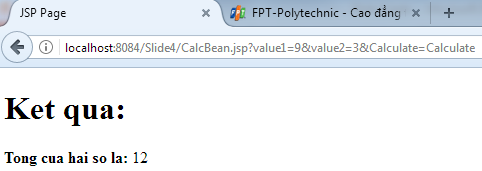 JSP Page
FPT-Polytechnic - Cao đẳng
localhost:8084/Slide4/CalcBean.jsp?value1=9&value2=3&Calculate=Calculate
Ket qua:
Tong cua hai so la: 12